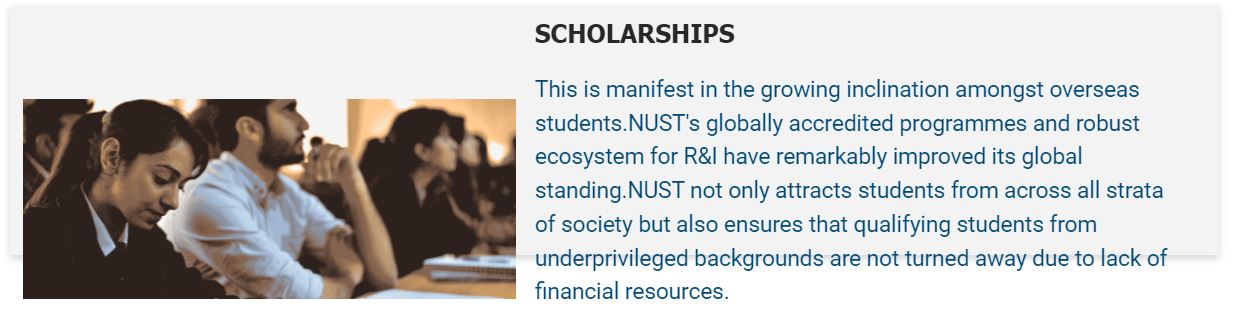 SCHOLARSHIPS
This is manifest in the growing inclination amongst overseas
students.NUST's globally accredited programmes and robust
ecosystem for R&I have remarkably improved its global
standing.NUST not only attracts students from across all strata
of society but also ensures that qualifying students from
underprivileged backgrounds are not turned away due to lack of
financial resources.